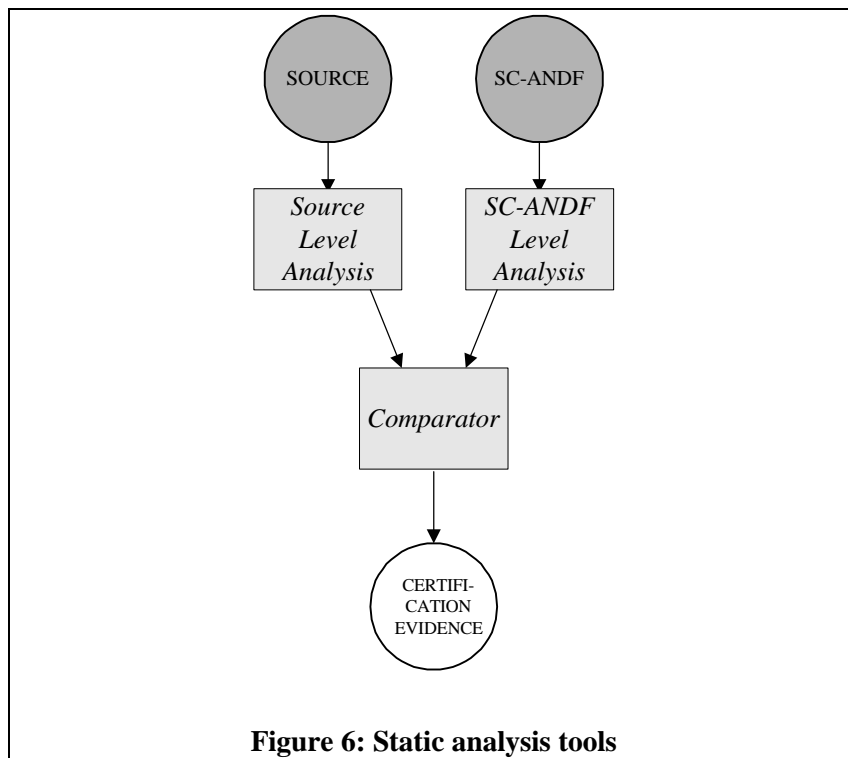 SOURCE
SC-ANDF
Source
Level
Analysis
SC-ANDF
Level
Analysis
Comparator
CERTIFI-
CATION
EVIDENCE
Figure 6: Static analysis tools